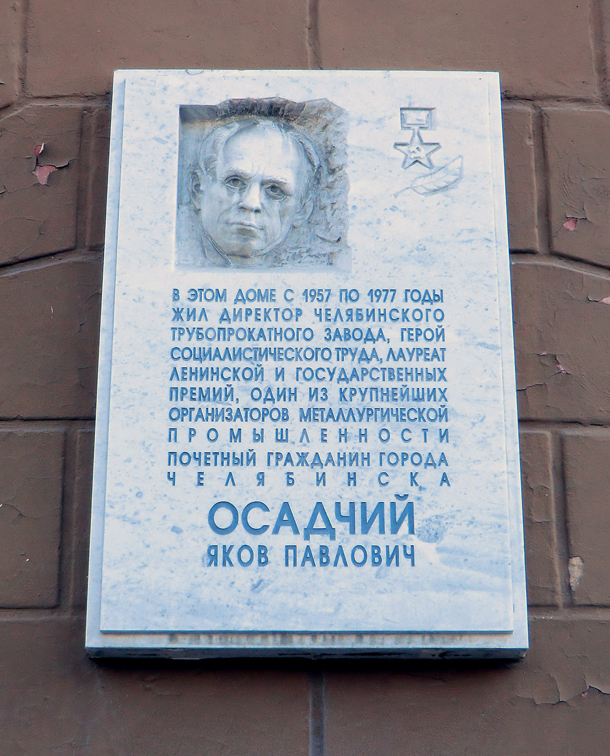 В ЭТОМ ДОМЕ С 1957 ПО 1977 ГОДЫ
ЖИЛ ДИРЕКТОР ЧЕЛЯБИНСКОГО
ТРУБОПРОКАТНОГО ЗАВОДА, ГЕРОЙ
СОЦИАЛИСТИЧЕСКОГО ТРУДА, ЛАУРЕАТ
ЛЕНИНСКОЙ И ГОСУДАРСТВЕННЫХ
ПРЕМИЙ, ОДИН ИЗ КРУПНЕЙШИХ
ОРГАНИЗАТОРОВ МЕТАЛЛУРГИЧЕСКОЙ
ПРОМЫШЛЕННОСТИ
ПОЧЕТНЫЙ ГРАЖДАНИН ГОРОДА
ЧЕЛЯБИНСКА
ОСАДЧИЙ
ЯКОВ ПАВЛОВИЧ